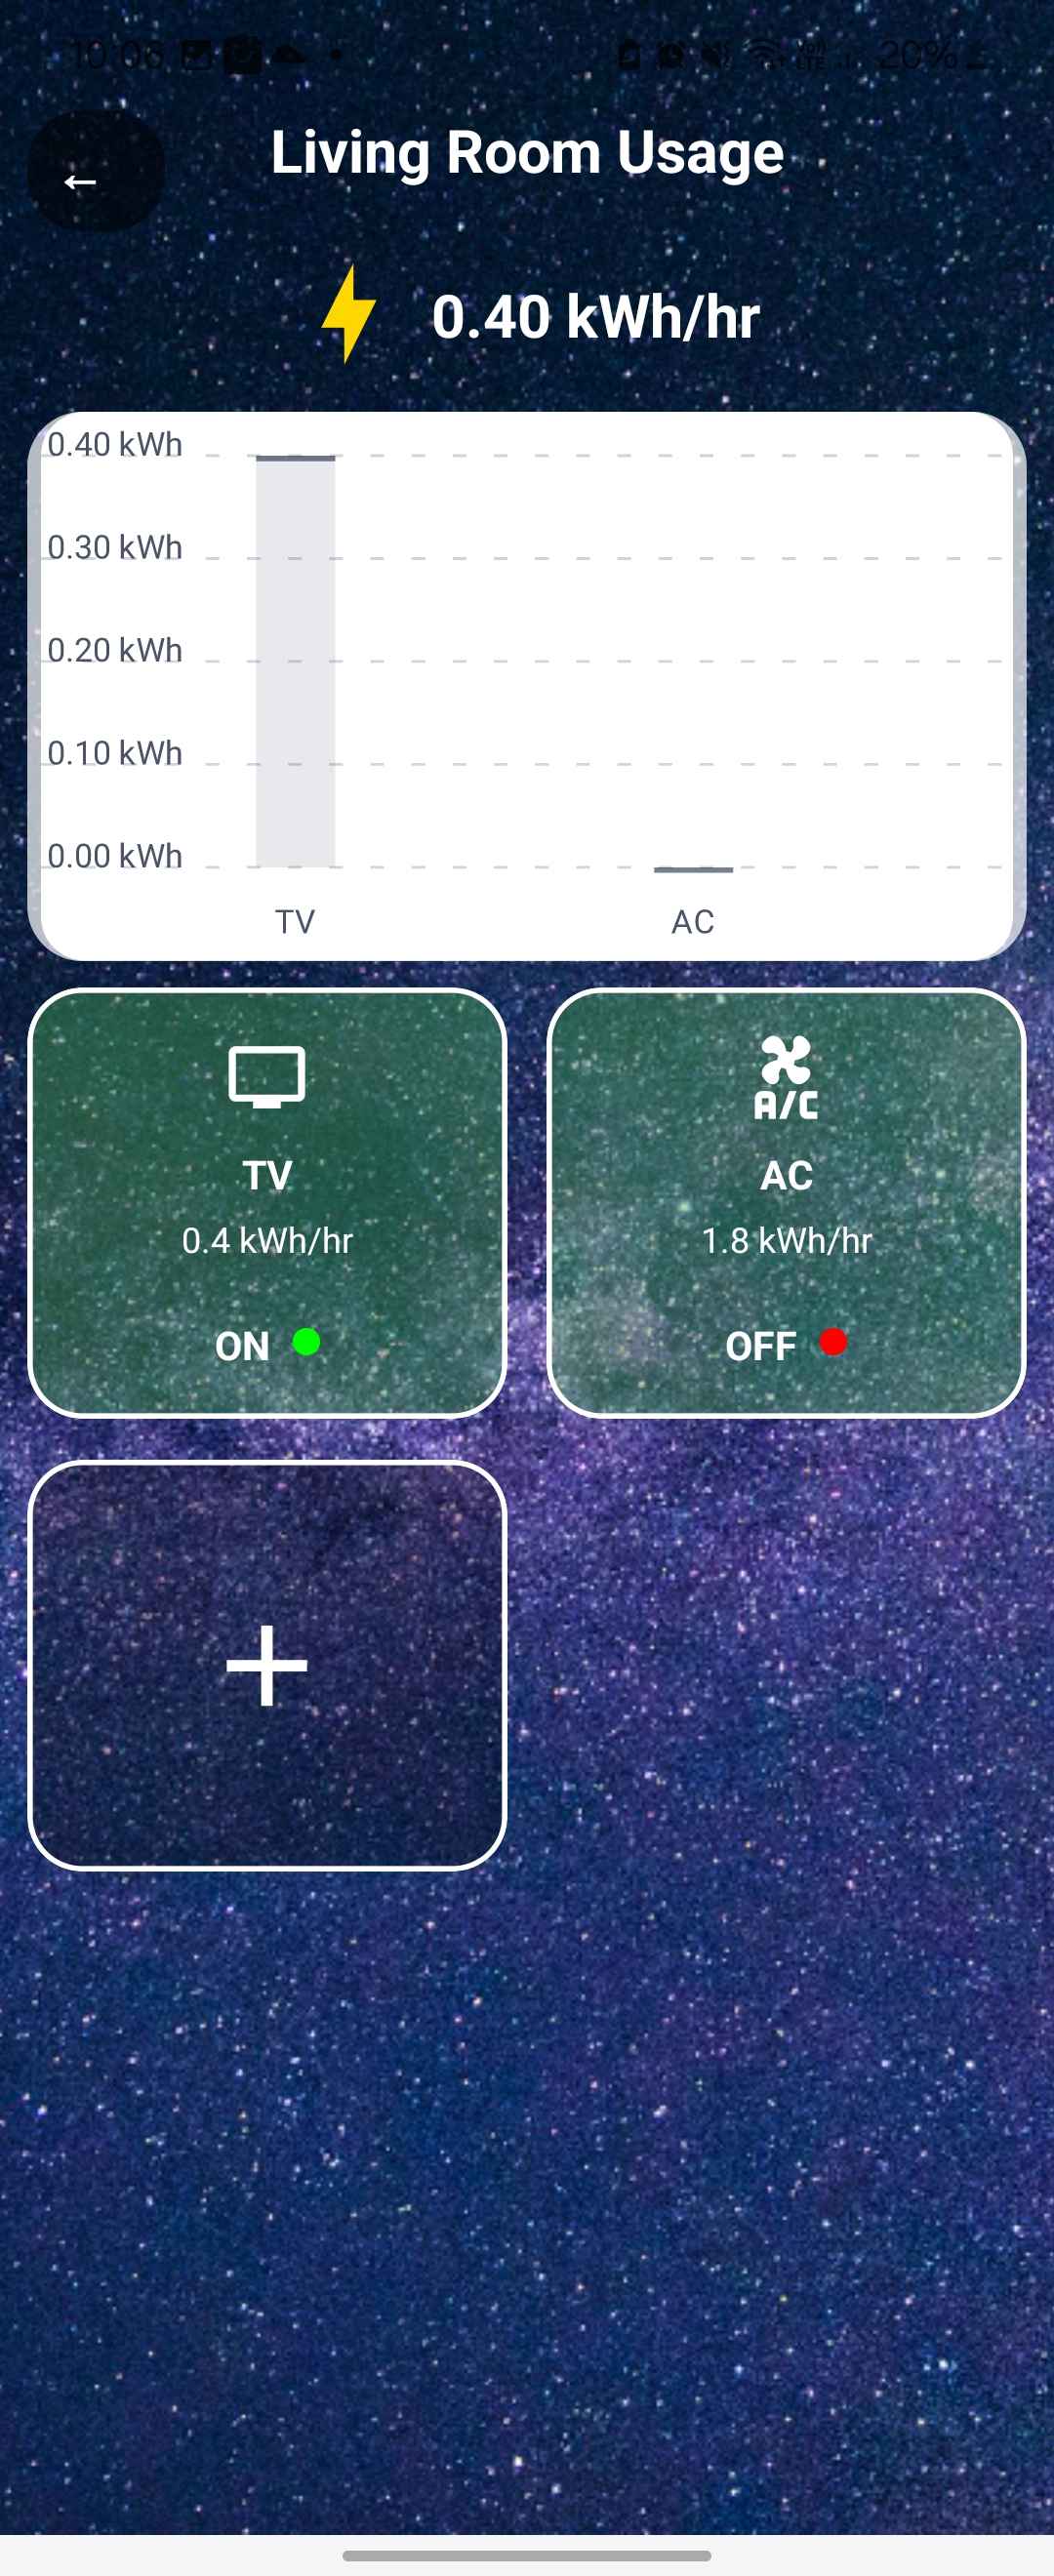 10:06 20%
Living Room Usage
←
0.40 kWh/hr
0.40 kWh
0.30 kWh
0.20 kWh
0.10 kWh
0.00 kWh
TV AC
A/C
TV
0.4 kWh/hr
ON
AC
1.8 kWh/hr
OFF
+